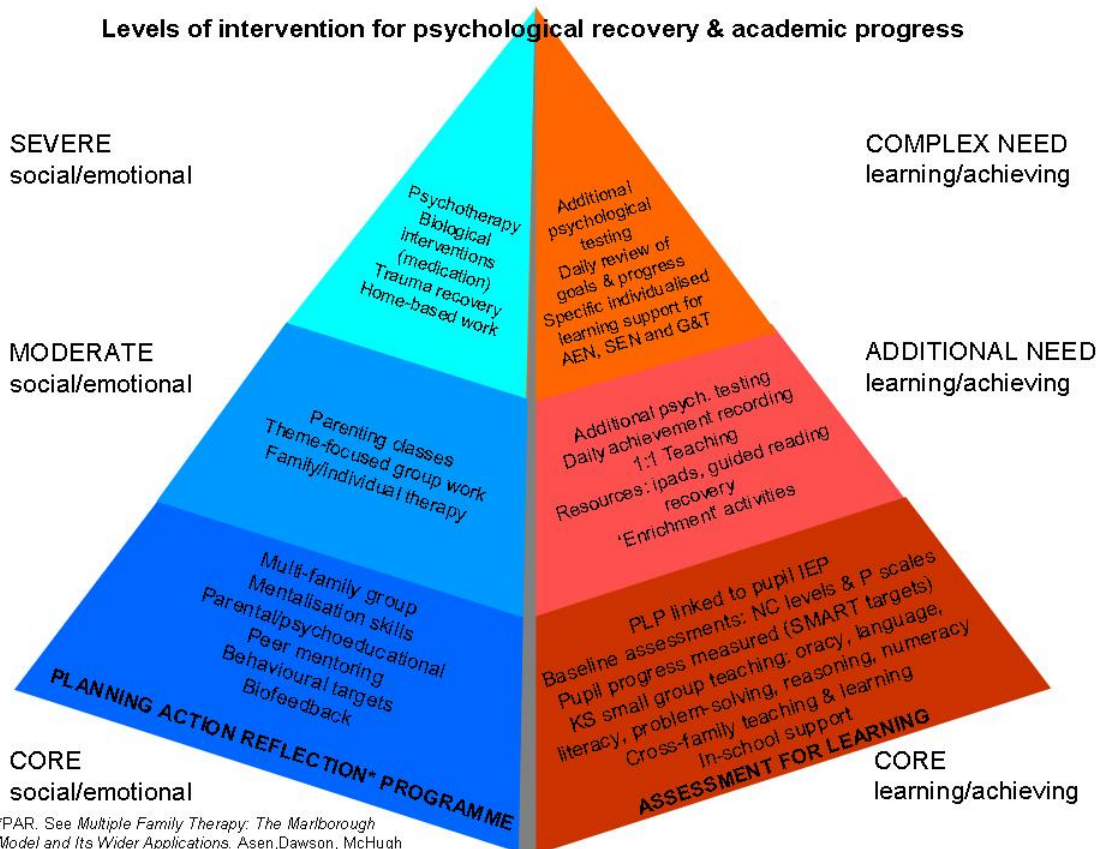 Levels of intervention for psychological recovery & academic progress
SEVERE
social/emotional
COMPLEX NEED
learning/achieving
Psychotherapy
Biological
interventions
(medication)
Trauma recovery
Home-based work
Additional
psychological
testing
Daily review of
goals & progress
Specific individualised
learning support for
AEN, SEN and G&T
MODERATE
social/emotional
ADDITIONAL NEED
learning/achieving
Parenting classes
Theme-focused group work
Family/individual therapy
Additional psych. testing
Daily achievement recording
1:1 Teaching
Resources: ipads, guided reading
recovery
'Enrichment' activities
Multi-family group
Mentalisation skills
Parental/psychoeducational
Peer mentoring
Behavioural targets
Biofeedback
PLANNING ACTION REFLECTION* PROGRAMME
PLP linked to pupil IEP
Baseline assessments: NC levels & P scales
Pupil progress measured (SMART targets)
KS small group teaching: oracy, language,
literacy, problem-solving, reasoning, numeracy
Cross-family teaching & learning
In-school support
ASSESSMENT FOR LEARNING
CORE
social/emotional
CORE
learning/achieving
*PAR. See Multiple Family Therapy: The Marlborough
Model and Its Wider Applications. Asen,Dawson, McHugh